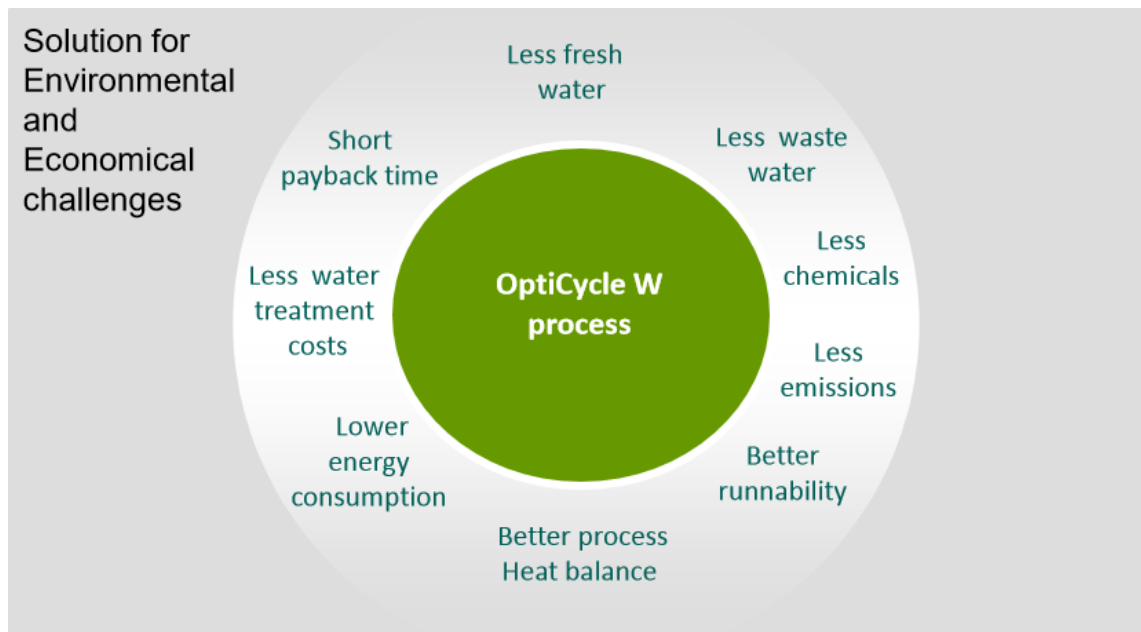 Solution for
Environmental
and
Economical
challenges
Less fresh
water
Less waste
water
Less
chemicals
Less
emissions
Better
runnability
Better process
Heat balance
Lower
energy
consumption
Less water
treatment
costs
Short
payback time
OptiCycle W
process